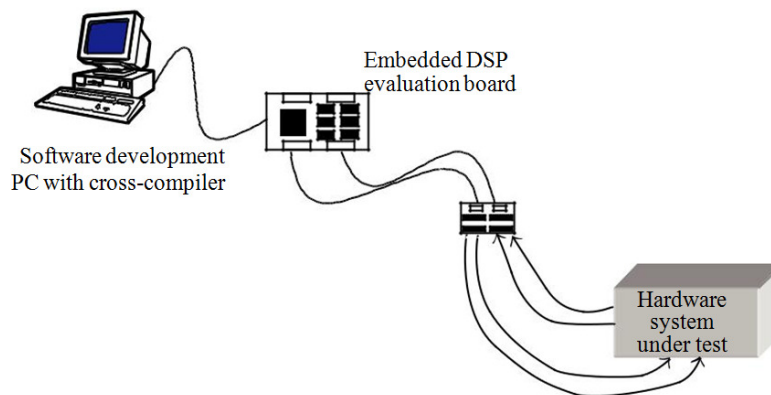 Embedded DSP
evaluation board
Software development
PC with cross-compiler
Hardware
system
under test